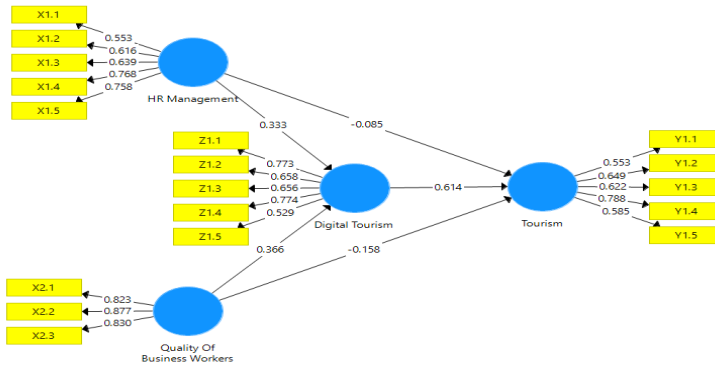 X1.1
X1.2
X1.3
X1.4
X1.5
0.553
0.616
0.639
0.768
0.758
HR Management
0.333
-0.085
Z1.1
Z1.2
Z1.3
Z1.4
Z1.5
0.773
0.658
0.656
0.774
0.529
Digital Tourism
0.614
Tourism
0.553
0.649
0.622
0.788
0.585
Y1.1
Y1.2
Y1.3
Y1.4
Y1.5
0.366
-0.158
X2.1
X2.2
X2.3
0.823
0.877
0.830
Quality Of
Business Workers